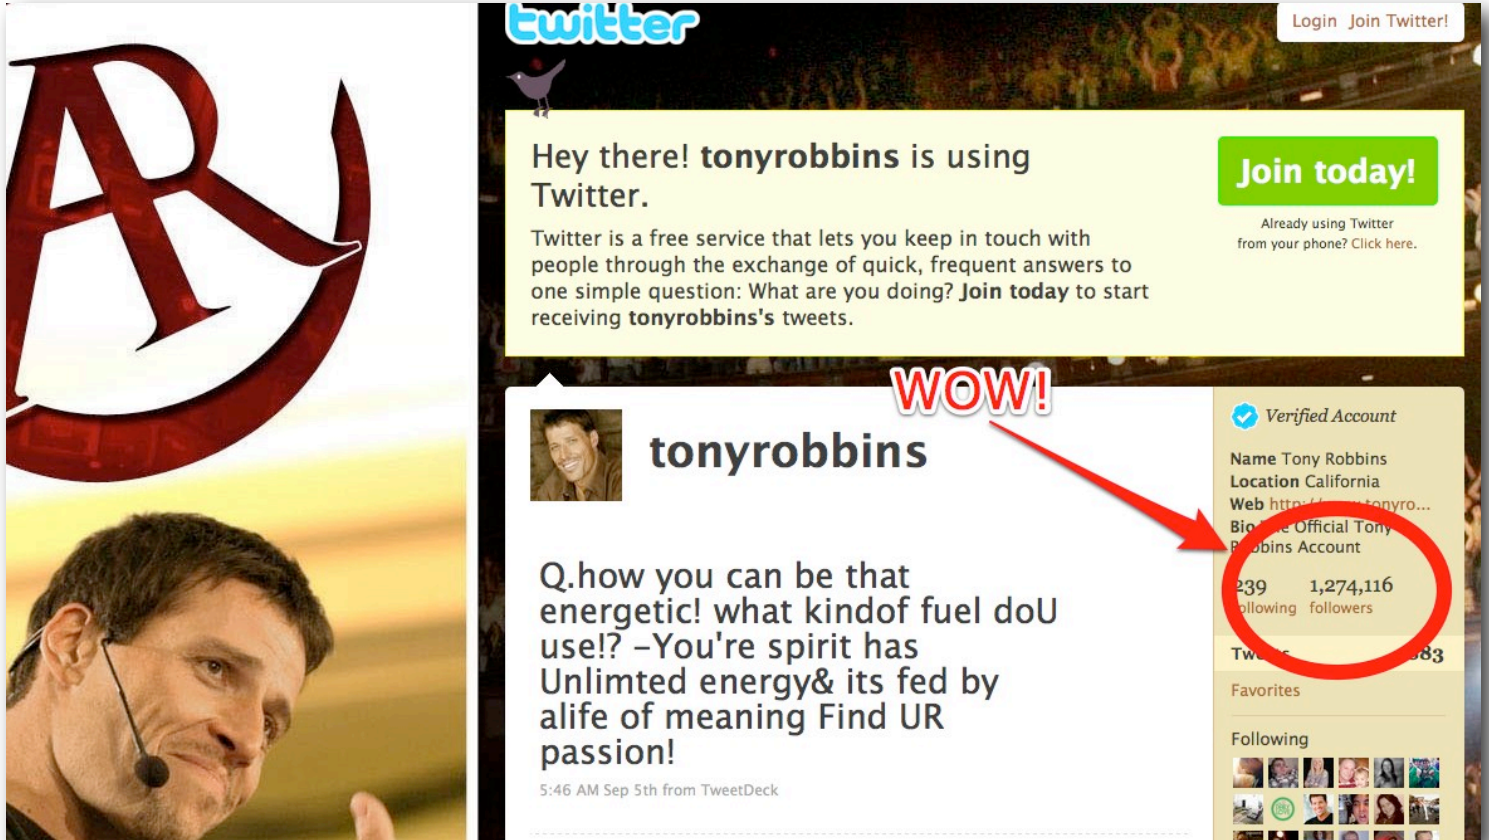 twitter
Login Join Twitter!
Hey there! tonyrobbins is using
Twitter.
Twitter is a free service that lets you keep in touch with
people through the exchange of quick, frequent answers to
one simple question: What are you doing? Join today to start
receiving tonyrobbins's tweets.
Join today!
Already using Twitter
from your phone? Click here.
WOW!
tonyrobbins
Q.how you can be that
energetic! what kindof fuel doU
use!? –You're spirit has
Unlimted energy& its fed by
alife of meaning Find UR
passion!
5:46 AM Sep 5th from TweetDeck
Verified Account
Name Tony Robbins
Location California
Web
Bio Official Tony
Robbins Account
239 1,274,116
following followers
Tweets
Favorites
Following